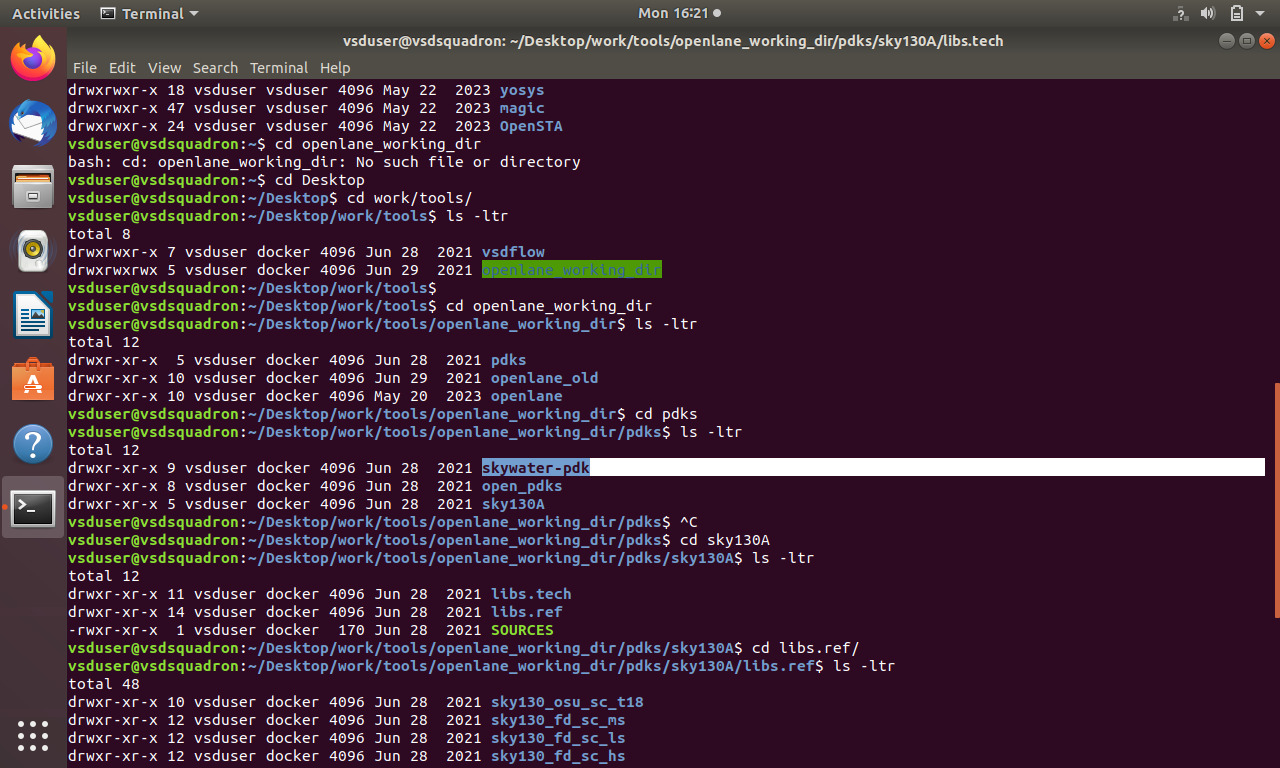 Activities Terminal Mon 16:21
vsduser@vsdsquadron: ~/Desktop/work/tools/openlane_working_dir/pdks/sky130A/libs.tech
File Edit View Search Terminal Help
drwxrwxr-x 18 vsduser vsduser 4096 May 22  2023 yosys
drwxrwxr-x 47 vsduser vsduser 4096 May 22  2023 magic
drwxrwxr-x 24 vsduser vsduser 4096 May 22  2023 OpenSTA
vsduser@vsdsquadron:~$ cd openlane_working_dir
bash: cd: openlane_working_dir: No such file or directory
vsduser@vsdsquadron:~$ cd Desktop
vsduser@vsdsquadron:~/Desktop$ cd work/tools/
vsduser@vsdsquadron:~/Desktop/work/tools$ ls -ltr
total 8
drwxrwxr-x 7 vsduser docker 4096 Jun 28  2021 vsdflow
drwxrwxrwx 5 vsduser docker 4096 Jun 29  2021 openlane_working_dir
vsduser@vsdsquadron:~/Desktop/work/tools$
vsduser@vsdsquadron:~/Desktop/work/tools$ cd openlane_working_dir
vsduser@vsdsquadron:~/Desktop/work/tools/openlane_working_dir$ ls -ltr
total 12
drwxr-xr-x  5 vsduser docker 4096 Jun 28  2021 pdks
drwxr-xr-x 10 vsduser docker 4096 Jun 29  2021 openlane_old
drwxr-xr-x 10 vsduser docker 4096 May 20  2023 openlane
vsduser@vsdsquadron:~/Desktop/work/tools/openlane_working_dir$ cd pdks
vsduser@vsdsquadron:~/Desktop/work/tools/openlane_working_dir/pdks$ ls -ltr
total 12
drwxr-xr-x 9 vsduser docker 4096 Jun 28  2021 skywater-pdk
drwxr-xr-x 8 vsduser docker 4096 Jun 28  2021 open_pdks
drwxr-xr-x 5 vsduser docker 4096 Jun 28  2021 sky130A
vsduser@vsdsquadron:~/Desktop/work/tools/openlane_working_dir/pdks$ ^C
vsduser@vsdsquadron:~/Desktop/work/tools/openlane_working_dir/pdks$ cd sky130A
vsduser@vsdsquadron:~/Desktop/work/tools/openlane_working_dir/pdks/sky130A$ ls -ltr
total 12
drwxr-xr-x 11 vsduser docker 4096 Jun 28  2021 libs.tech
drwxr-xr-x 14 vsduser docker 4096 Jun 28  2021 libs.ref
-rwxr-xr-x  1 vsduser docker  170 Jun 28  2021 SOURCES
vsduser@vsdsquadron:~/Desktop/work/tools/openlane_working_dir/pdks/sky130A$ cd libs.ref/
vsduser@vsdsquadron:~/Desktop/work/tools/openlane_working_dir/pdks/sky130A/libs.ref$ ls -ltr
total 48
drwxr-xr-x 10 vsduser docker 4096 Jun 28  2021 sky130_osu_sc_t18
drwxr-xr-x 12 vsduser docker 4096 Jun 28  2021 sky130_fd_sc_ms
drwxr-xr-x 12 vsduser docker 4096 Jun 28  2021 sky130_fd_sc_ls
drwxr-xr-x 12 vsduser docker 4096 Jun 28  2021 sky130_fd_sc_hs